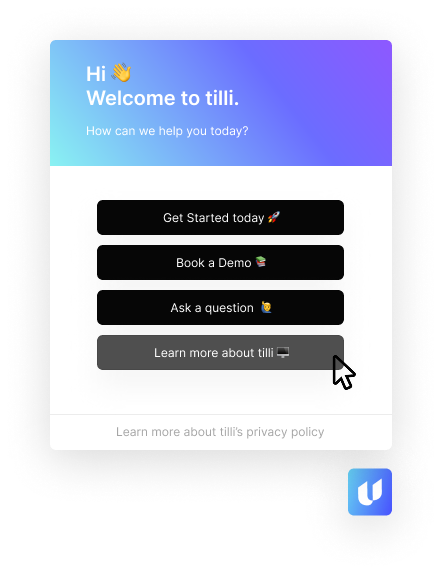 Hi 👋
Welcome to tilli.
How can we help you today?
Get Started today 🚀
Book a Demo 📚
Ask a question 🙋‍♂️
Learn more about tilli 🖥️
Learn more about tilli’s privacy policy